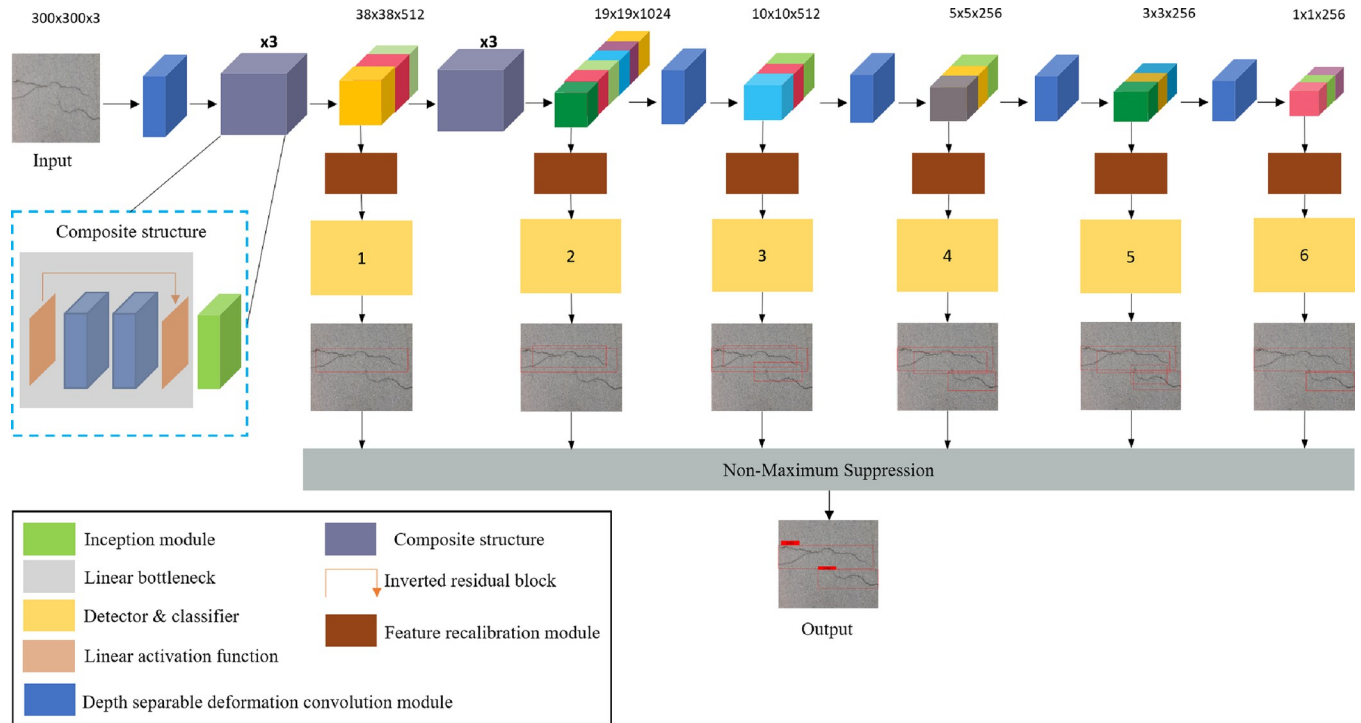 300x300x3
38x38x512
19x19x1024
10x10x512
5x5x256
3x3x256
1x1x256
x3
x3
Input
Composite structure
1
2
3
4
5
6
Non-Maximum Suppression
Output
Inception module
Linear bottleneck
Detector & classifier
Linear activation function
Depth separable deformation convolution module
Composite structure
Inverted residual block
Feature recalibration module